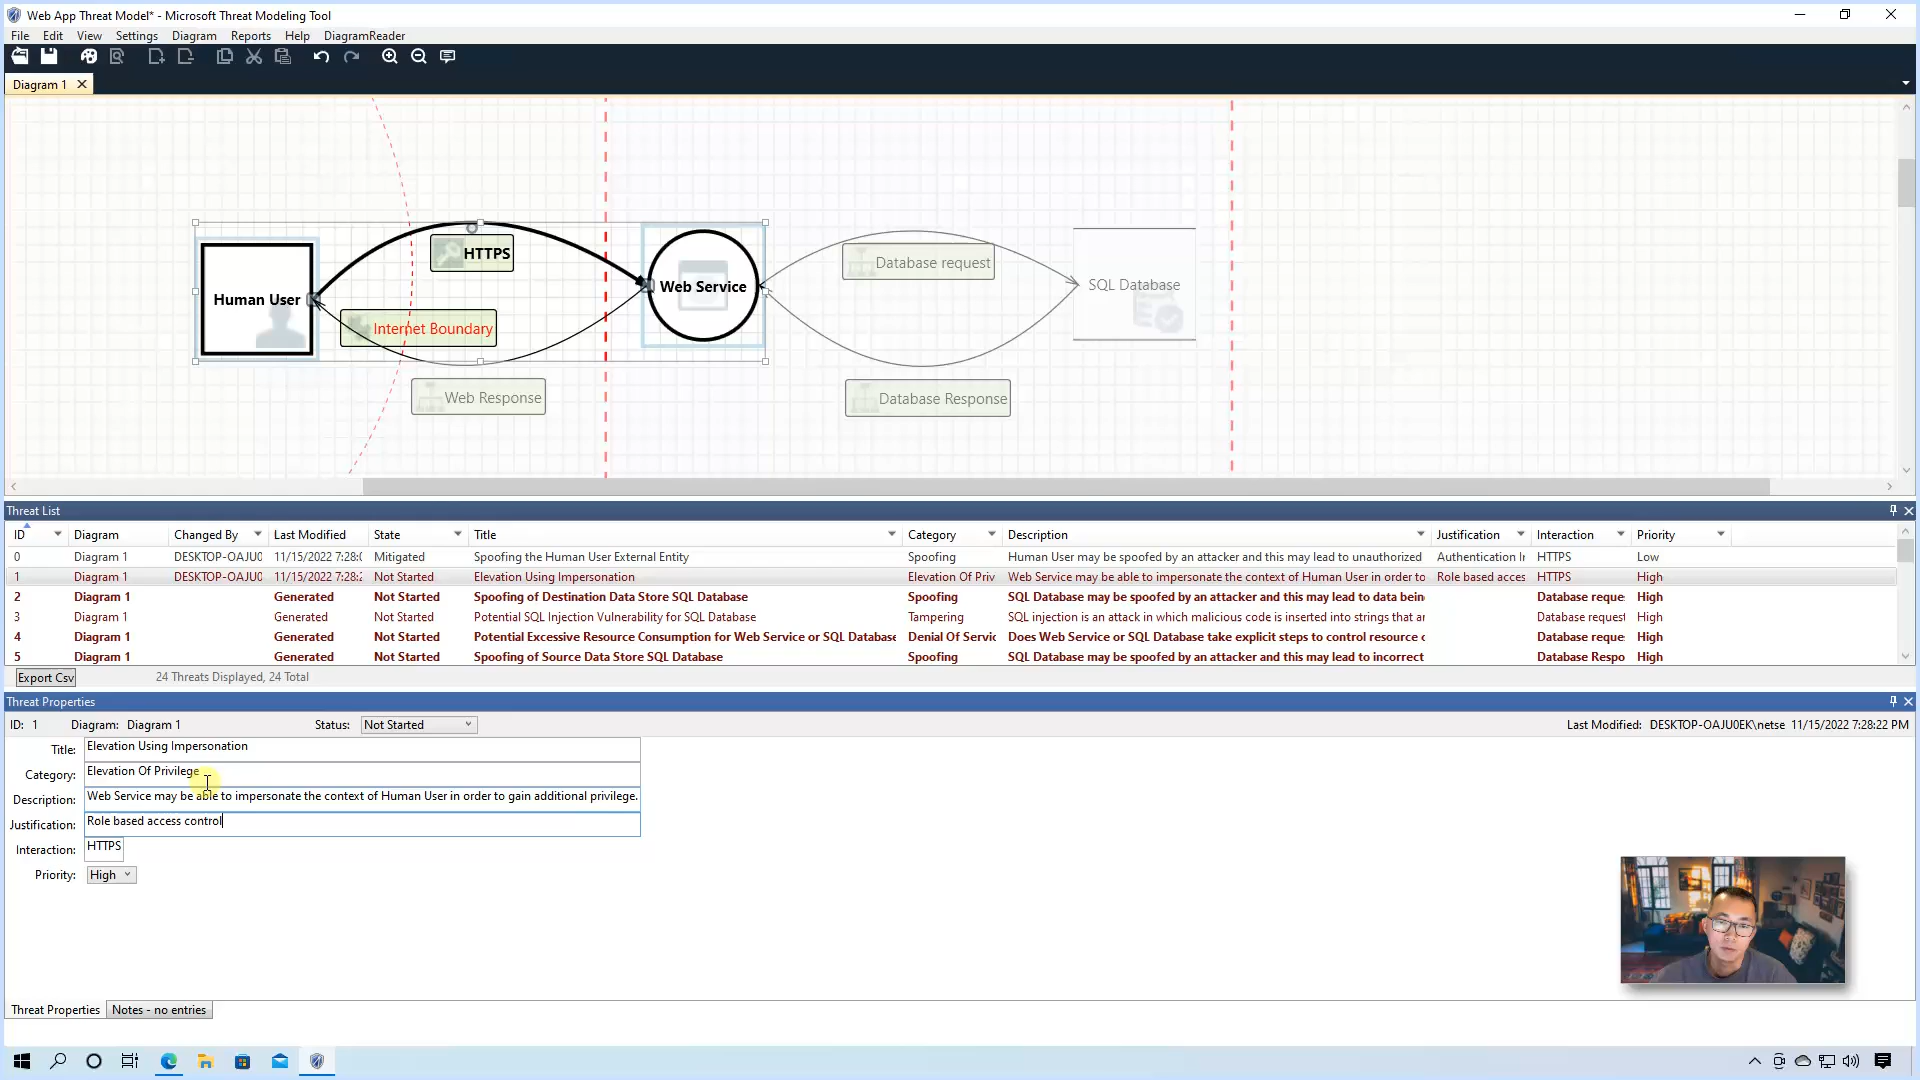 Web App Threat Model* - Microsoft Threat Modeling Tool
File Edit View Settings Diagram Reports Help DiagramReader
Diagram 1
HTTPS
Human User
Internet Boundary
Web Response
Web Service
Database request
SQL Database
Database Response
Threat List
ID Diagram Changed By Last Modified State Title Category Description Justification Interaction Priority
0 Diagram 1 DESKTOP-OAJU0 11/15/2022 7:28:0 Mitigated Spoofing the Human User External Entity Spoofing Human User may be spoofed by an attacker and this may lead to unauthorized Authentication HTTPS Low
1 Diagram 1 DESKTOP-OAJU0 11/15/2022 7:28:2 Not Started Elevation Using Impersonation Elevation Of Priv Web Service may be able to impersonate the context of Human User in order to Role based acces HTTPS High
2 Diagram 1 Generated Not Started Spoofing of Destination Data Store SQL Database Spoofing SQL Database may be spoofed by an attacker and this may lead to data bein Database reque High
3 Diagram 1 Generated Not Started Potential SQL Injection Vulnerability for SQL Database Tampering SQL injection is an attack in which malicious code is inserted into strings that ar Database request High
4 Diagram 1 Generated Not Started Potential Excessive Resource Consumption for Web Service or SQL Database Denial Of Servic Does Web Service or SQL Database take explicit steps to control resource c Database reque High
5 Diagram 1 Generated Not Started Spoofing of Source Data Store SQL Database Spoofing SQL Database may be spoofed by an attacker and this may lead to incorrect Database Respo High
Export Csv 24 Threats Displayed, 24 Total
Threat Properties
ID: 1 Diagram: Diagram 1 Status: Not Started Last Modified: DESKTOP-OAJU0EK\netse 11/15/2022 7:28:22 PM
Title: Elevation Using Impersonation
Category: Elevation Of Privilege
Description: Web Service may be able to impersonate the context of Human User in order to gain additional privilege.
Justification: Role based access control
Interaction: HTTPS
Priority: High
Threat Properties Notes - no entries